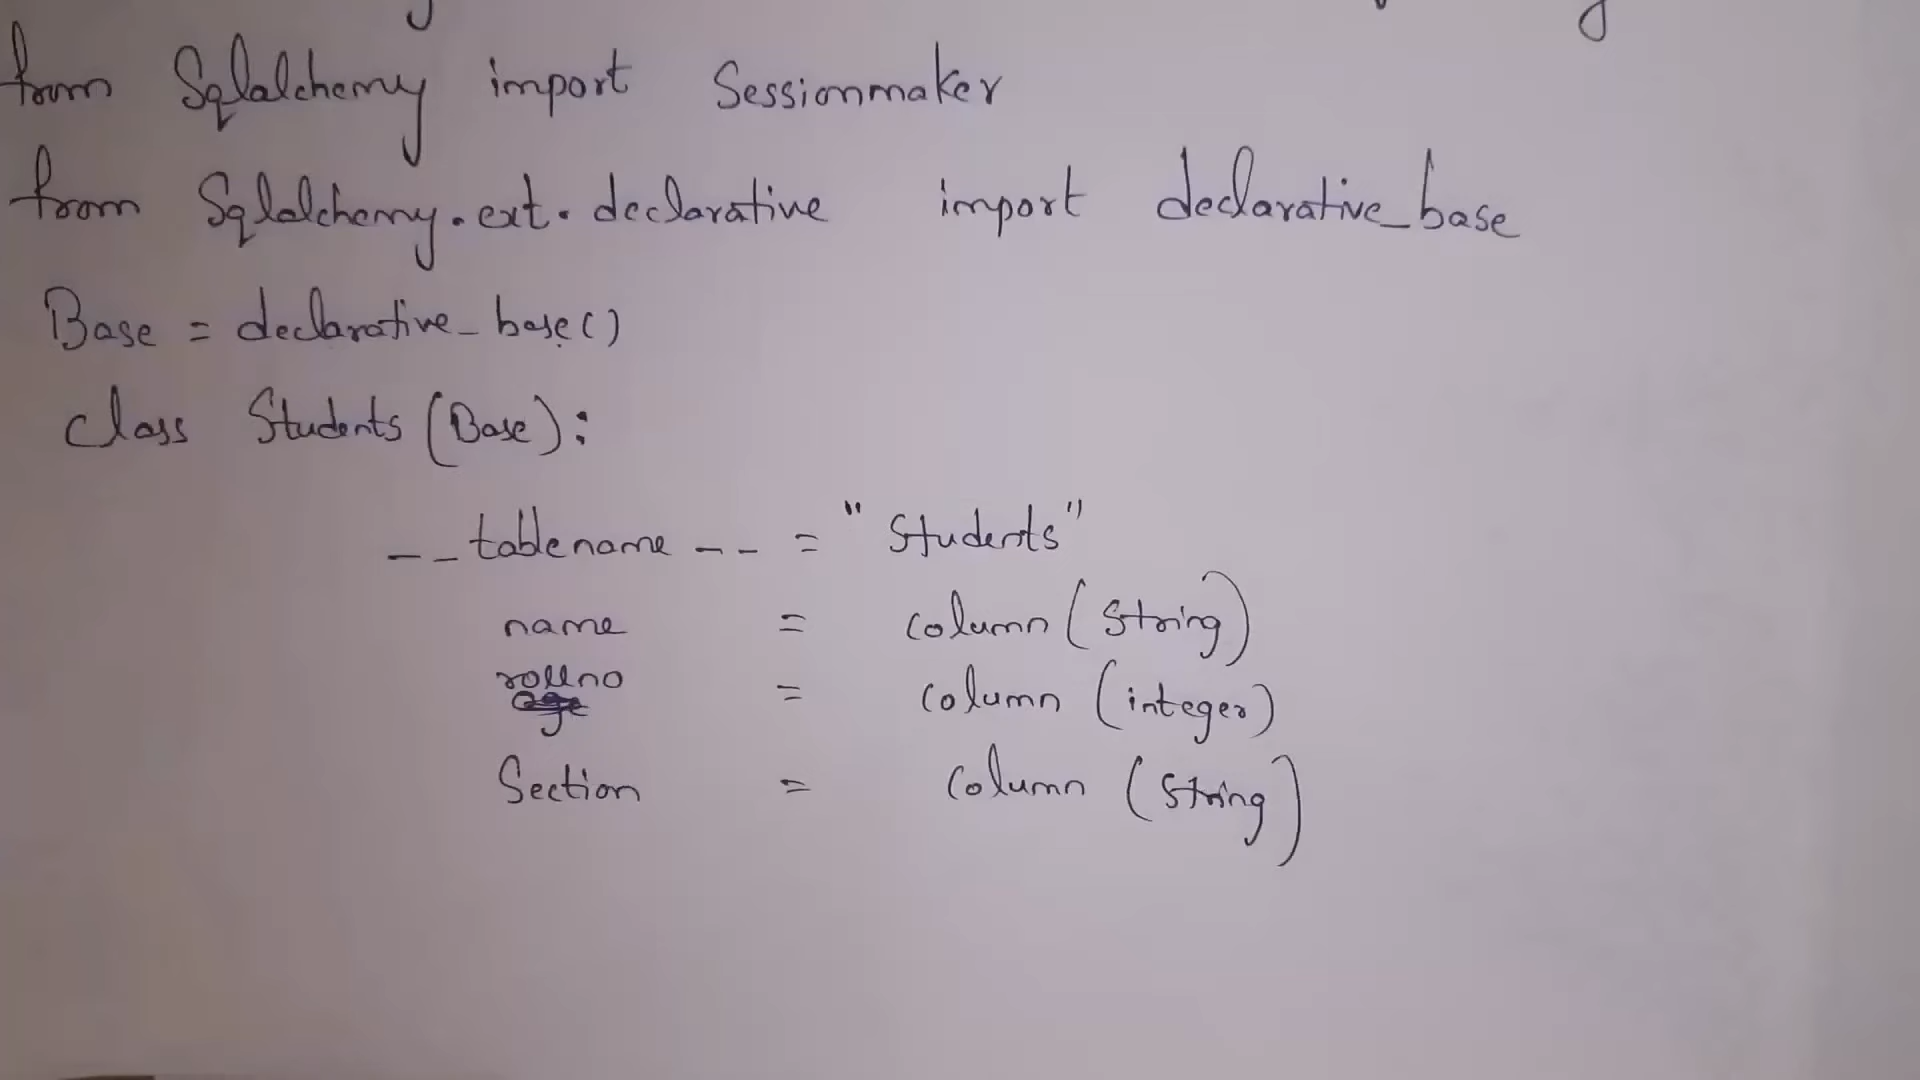 from Sqlalchemy import Sessionmaker
from Sqlalchemy.ext.declarative import declarative_base
Base = declarative_base()
class Students (Base):
__tablename__ = "Students"
name = column (String)
rollno = column (integer)
Section = column (String)